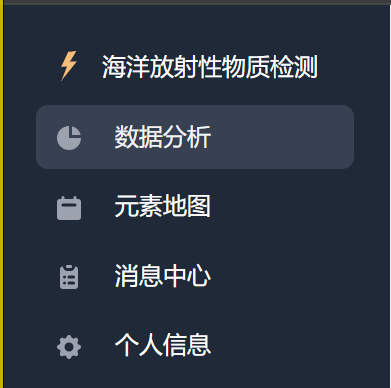 海洋放射性物质检测
数据分析
元素地图
消息中心
个人信息